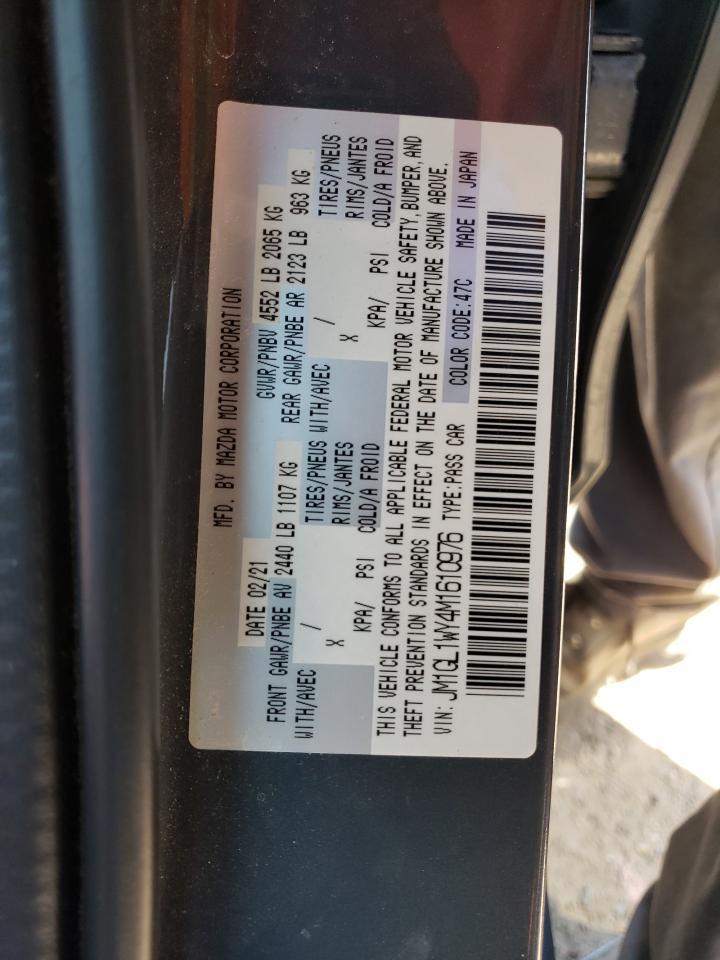 MFD. BY MAZDA MOTOR CORPORATION
DATE 02/21 GVWR/PNBV 4552 LB 2065 KG
FRONT GAWR/PNBE AV 2440 LB 1107 KG REAR GAWR/PNBE AR 2123 LB 963 KG
WITH/AVEC / TIRES/PNEUS WITH/AVEC / TIRES/PNEUS
X RIMS/JANTES X RIMS/JANTES
KPA/ PSI COLD/A FROID KPA/ PSI COLD/A FROID
THIS VEHICLE CONFORMS TO ALL APPLICABLE FEDERAL MOTOR VEHICLE SAFETY, BUMPER, AND
THEFT PREVENTION STANDARDS IN EFFECT ON THE DATE OF MANUFACTURE SHOWN ABOVE.
VIN: JM1GL1WY4M1610976 TYPE:PASS CAR COLOR CODE:47C MADE IN JAPAN